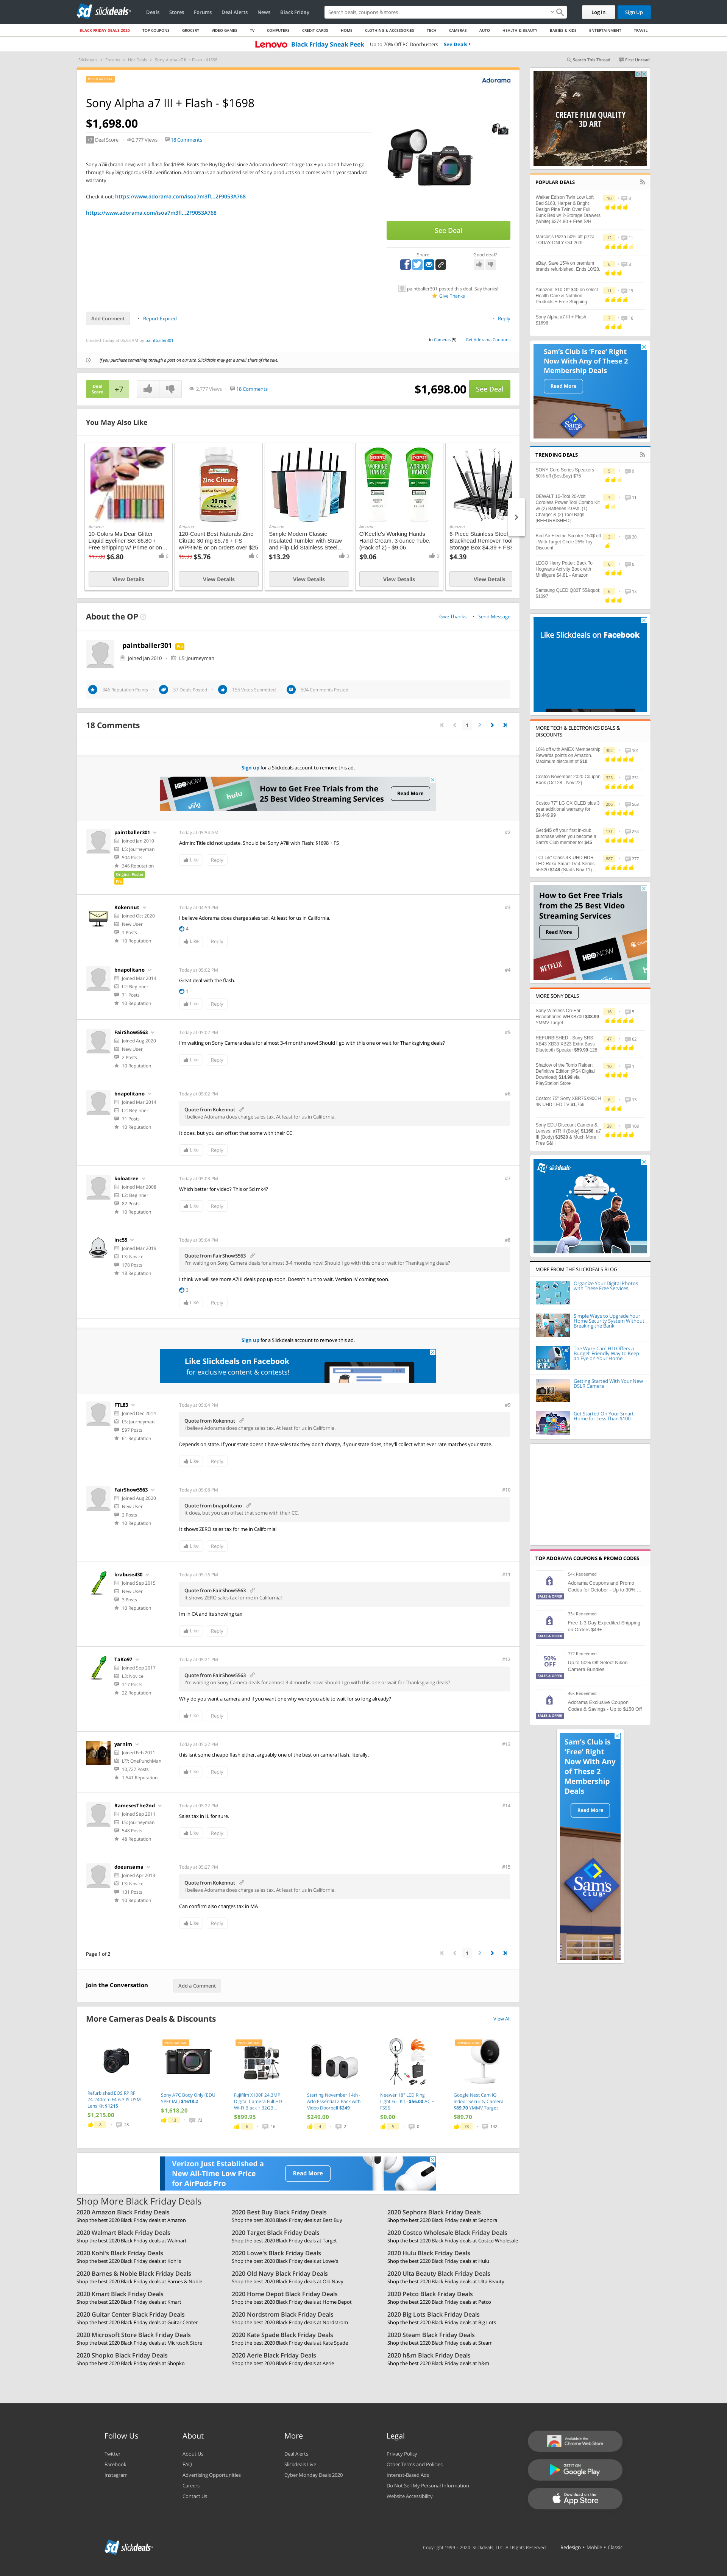 slickdeals
Deals Stores Forums Deal Alerts News Black Friday
Search deals, coupons & stores
Log In Sign Up
BLACK FRIDAY DEALS 2020 TOP COUPONS GROCERY VIDEO GAMES TV COMPUTERS CREDIT CARDS HOME CLOTHING & ACCESSORIES TECH CAMERAS AUTO HEALTH & BEAUTY BABIES & KIDS ENTERTAINMENT TRAVEL
Lenovo Black Friday Sneak Peek Up to 70% Off PC Doorbusters See Deals
Slickdeals Forums Hot Deals Sony Alpha a7 III + Flash - $1698
Search This Thread First Unread
Adorama
Sony Alpha a7 III + Flash - $1698
$1,698.00
+7 Deal Score 2,777 Views 18 Comments
Sony a7iii (brand new) with a flash for $1698. Beats the BuyDig deal since Adorama doesn't charge tax + you don't have to go
through BuyDigs rigorous EDU verification. Adorama is an authorized seller of Sony products so it comes with 1 year standard
warranty
Check it out: https://www.adorama.com/isoa7m3fl...2F9053A768
https://www.adorama.com/isoa7m3fl...2F9053A768
See Deal
Share
Good deal?
paintballer301 posted this deal. Say thanks!
Give Thanks
Add Comment Report Expired Reply
Created Today at 05:53 AM by paintballer301
in Cameras (5) Get Adorama Coupons
If you purchase something through a post on our site, Slickdeals may get a small share of the sale.
Deal
Score
+7
2,777 Views 18 Comments
$1,698.00
See Deal
You May Also Like
Amazon
10-Colors Ms Dear Glitter
Liquid Eyeliner Set $6.80 +
Free Shipping w/ Prime or on...
$17.00 $6.80 0
View Details
Amazon
120-Count Best Naturals Zinc
Citrate 30 mg $5.76 + FS
w/PRIME or on orders over $25
$9.99 $5.76 0
View Details
Amazon
Simple Modern Classic
Insulated Tumbler with Straw
and Flip Lid Stainless Steel...
$13.29 3
View Details
Amazon
O'Keeffe's Working Hands
Hand Cream, 3 ounce Tube,
(Pack of 2) - $9.06
$9.06 5
View Details
Amazon
6-Piece Stainless Steel
Blackhead Remover Tool
Storage Box $4.39 + FS
$4.39
View Details
About the OP
Give Thanks Send Message
paintballer301
Joined Jan 2010 L5: Journeyman
346 Reputation Points 37 Deals Posted 155 Votes Submitted 504 Comments Posted
18 Comments
1 2
Sign up for a Slickdeals account to remove this ad.
How to Get Free Trials from the
25 Best Video Streaming Services
Read More
paintballer301
Joined Jan 2010
L5: Journeyman
504 Posts
346 Reputation
Original Poster
Pro
Today at 05:54 AM
#2
Admin: Title did not update. Should be: Sony A7iii with Flash: $1698 + FS
Like Reply
Kokennut
Joined Oct 2020
New User
1 Posts
10 Reputation
Today at 04:59 PM
#3
I believe Adorama does charge sales tax. At least for us in California.
4
Like Reply
bnapolitano
Joined Mar 2014
L2: Beginner
71 Posts
10 Reputation
Today at 05:02 PM
#4
Great deal with the flash.
1
Like Reply
FairShow5563
Joined Aug 2020
New User
2 Posts
10 Reputation
Today at 05:02 PM
#5
I'm waiting on Sony Camera deals for almost 3-4 months now! Should I go with this one or wait for Thanksgiving deals?
Like Reply
bnapolitano
Joined Mar 2014
L2: Beginner
71 Posts
10 Reputation
Today at 05:02 PM
#6
Quote from Kokennut
I believe Adorama does charge sales tax. At least for us in California.
It does, but you can offset that some with their CC.
Like Reply
koloatree
Joined Mar 2008
L2: Beginner
82 Posts
10 Reputation
Today at 05:03 PM
#7
Which better for video? This or Sd mk4?
Like Reply
inc55
Joined Mar 2019
L3: Novice
178 Posts
18 Reputation
Today at 05:04 PM
#8
Quote from FairShow5563
I'm waiting on Sony Camera deals for almost 3-4 months now! Should I go with this one or wait for Thanksgiving deals?
I think we will see more A7III deals pop up soon. Doesn't hurt to wait. Version IV coming soon.
3
Like Reply
Sign up for a Slickdeals account to remove this ad.
Like Slickdeals on Facebook
for exclusive content & contests!
FTL83
Joined Dec 2014
L5: Journeyman
597 Posts
61 Reputation
Today at 05:04 PM
#9
Quote from Kokennut
I believe Adorama does charge sales tax. At least for us in California.
Depends on state. If your state doesn't have sales tax they don't charge, if your state does, they'll collect what ever rate matches your state.
Like Reply
FairShow5563
Joined Aug 2020
New User
2 Posts
10 Reputation
Today at 05:08 PM
#10
Quote from bnapolitano
It does, but you can offset that some with their CC.
It shows ZERO sales tax for me in California!
Like Reply
brabuse430
Joined Sep 2015
New User
3 Posts
10 Reputation
Today at 05:16 PM
#11
Quote from FairShow5563
It shows ZERO sales tax for me in California!
Im in CA and its showing tax
Like Reply
TaKo97
Joined Sep 2017
L3: Novice
117 Posts
22 Reputation
Today at 05:21 PM
#12
Quote from FairShow5563
I'm waiting on Sony Camera deals for almost 3-4 months now! Should I go with this one or wait for Thanksgiving deals?
Why do you want a camera and if you want one why were you able to wait for so long already?
Like Reply
yarnim
Joined Feb 2011
L7!: OnePunchMan
10,727 Posts
1,541 Reputation
Today at 05:22 PM
#13
this isnt some cheapo flash either, arguably one of the best on camera flash. literally.
Like Reply
RamesesThe2nd
Joined Sep 2011
L5: Journeyman
548 Posts
48 Reputation
Today at 05:22 PM
#14
Sales tax in IL for sure.
Like Reply
doeunsama
Joined Apr 2013
L3: Novice
131 Posts
10 Reputation
Today at 05:27 PM
#15
Quote from Kokennut
I believe Adorama does charge sales tax. At least for us in California.
Can confirm also charges tax in MA
Like Reply
Page 1 of 2
1 2
Join the Conversation
Add a Comment
More Cameras Deals & Discounts
View All
Refurbished EOS RP RF
24-240mm F4-6.3 IS USM
Lens Kit $1215
$1,215.00
8 28
Sony A7C Body Only (EDU
SPECIAL) $1618.2
$1,618.20
13 73
Fujifilm X100F 24.3MP
Digital Camera Full HD
Wi-Fi Black + 32GB...
$899.95
6 16
Starting November 14th -
Arlo Essential 2 Pack with
Video Doorbell $249
$249.00
4 2
Neewer 18" LED Ring
Light Full Kit - $56.00 AC +
FSSS
$0.00
5 6
Google Nest Cam IQ
Indoor Security Camera
$89.70 YMMV Target
$89.70
78 102
Verizon Just Established a
New All-Time Low Price
for AirPods Pro
Read More
Shop More Black Friday Deals
2020 Amazon Black Friday Deals
Shop the best 2020 Black Friday deals at Amazon
2020 Best Buy Black Friday Deals
Shop the best 2020 Black Friday deals at Best Buy
2020 Sephora Black Friday Deals
Shop the best 2020 Black Friday deals at Sephora
2020 Walmart Black Friday Deals
Shop the best 2020 Black Friday deals at Walmart
2020 Target Black Friday Deals
Shop the best 2020 Black Friday deals at Target
2020 Costco Wholesale Black Friday Deals
Shop the best 2020 Black Friday deals at Costco Wholesale
2020 Kohl's Black Friday Deals
Shop the best 2020 Black Friday deals at Kohl's
2020 Lowe's Black Friday Deals
Shop the best 2020 Black Friday deals at Lowe's
2020 Hulu Black Friday Deals
Shop the best 2020 Black Friday deals at Hulu
2020 Barnes & Noble Black Friday Deals
Shop the best 2020 Black Friday deals at Barnes & Noble
2020 Old Navy Black Friday Deals
Shop the best 2020 Black Friday deals at Old Navy
2020 Ulta Beauty Black Friday Deals
Shop the best 2020 Black Friday deals at Ulta Beauty
2020 Kmart Black Friday Deals
Shop the best 2020 Black Friday deals at Kmart
2020 Home Depot Black Friday Deals
Shop the best 2020 Black Friday deals at Home Depot
2020 Petco Black Friday Deals
Shop the best 2020 Black Friday deals at Petco
2020 Guitar Center Black Friday Deals
Shop the best 2020 Black Friday deals at Guitar Center
2020 Nordstrom Black Friday Deals
Shop the best 2020 Black Friday deals at Nordstrom
2020 Big Lots Black Friday Deals
Shop the best 2020 Black Friday deals at Big Lots
2020 Microsoft Store Black Friday Deals
Shop the best 2020 Black Friday deals at Microsoft Store
2020 Kate Spade Black Friday Deals
Shop the best 2020 Black Friday deals at Kate Spade
2020 Steam Black Friday Deals
Shop the best 2020 Black Friday deals at Steam
2020 Shopko Black Friday Deals
Shop the best 2020 Black Friday deals at Shopko
2020 Aerie Black Friday Deals
Shop the best 2020 Black Friday deals at Aerie
2020 h&m Black Friday Deals
Shop the best 2020 Black Friday deals at h&m
CREATE FILM QUALITY
3D ART
POPULAR DEALS
Walker Edison Twin Low Loft
Bed $163, Harper & Bright
Design Pine Twin Over Full
Bunk Bed w/ 2-Storage Drawers
(White) $374.80 + Free S/H
Marcos's Pizza 50% off pizza
TODAY ONLY Oct 28th
eBay. Save 15% on premium
brands refurbished. Ends 10/28.
Amazon: $10 Off $40 on select
Health Care & Nutrition
Products + Free Shipping
Sony Alpha a7 III + Flash -
$1698
Sam's Club is 'Free' Right
Now With Any of These 2
Membership Deals
Read More
TRENDING DEALS
SONY Core Series Speakers -
50% off (BestBuy) $75
DEWALT 10-Tool 20-Volt
Cordless Power Tool Combo Kit
w/ (2) Batteries 2.0Ah, (1)
Charger & (2) Tool Bags
[REFURBISHED]
Bird Air Electric Scooter 150$ off
- With Target Circle 25% Toy
Discount
LEGO Harry Potter: Back To
Hogwarts Activity Book with
Minifigure $4.81 - Amazon
Samsung QLED Q80T 55&quot
$1097
Like Slickdeals on Facebook
MORE TECH & ELECTRONICS DEALS &
DISCOUNTS
10% off with AMEX Membership
Rewards points on Amazon.
Maximum discount of $10
Costco November 2020 Coupon
Book (Oct 28 - Nov 22)
Costco 77" LG CX OLED plus 3
year additional warranty for
$3,449.99
Get $45 off your first in-club
purchase when you become a
Sam's Club member for $45
TCL 55" Class 4K UHD HDR
LED Roku Smart TV 4 Series
55S20 $148 (Starts Nov 11)
How to Get Free Trials
from the 25 Best Video
Streaming Services
Read More
MORE SONY DEALS
Sony Wireless On-Ear
Headphones WHXB700 $38.99
YMMV Target
REFURBISHED - Sony SRS-
XB43 XB33 XB23 Extra Bass
Bluetooth Speaker $59.99-128
Shadow of the Tomb Raider:
Definitive Edition (PS4 Digital
Download) $14.99 via
PlayStation Store
Costco: 75" Sony XBR75X90CH
4K UHD LED TV $1,769
Sony EDU Discount Camera &
Lenses: a7R II (Body) $1188, a7
III (Body) $1528 & Much More +
Free S&H
slickdeals
MORE FROM THE SLICKDEALS BLOG
Organize Your Digital Photos
with These Free Services
Simple Ways to Upgrade Your
Home Security System Without
Breaking the Bank
The Wyze Cam HD Offers a
Budget-Friendly Way to Keep
an Eye on Your Home
Getting Started With Your New
DSLR Camera
Get Started On Your Smart
Home for Less Than $100
TOP ADORAMA COUPONS & PROMO CODES
54k Redeemed
Adorama Coupons and Promo
Codes for October - Up to 30% ...
SALES & OFFER
35k Redeemed
Free 1-3 Day Expedited Shipping
on Orders $49+
SALES & OFFER
50%
OFF
772 Redeemed
Up to 50% Off Select Nikon
Camera Bundles
SALES & OFFER
46k Redeemed
Adorama Exclusive Coupon
Codes & Savings - Up to $150 Off
SALES & OFFER
Sam's Club is
'Free' Right
Now With Any
of These 2
Membership
Deals
Read More
Sam's
CLUB
Follow Us
Twitter
Facebook
Instagram
About
About Us
FAQ
Advertising Opportunities
Careers
Contact Us
More
Deal Alerts
Slickdeals Live
Cyber Monday Deals 2020
Legal
Privacy Policy
Other Terms and Policies
Interest-Based Ads
Do Not Sell My Personal Information
Website Accessibility
Available in the
Chrome Web Store
GET IT ON
Google Play
Download on the
App Store
slickdeals
Copyright 1999 - 2020. Slickdeals, LLC. All Rights Reserved. Redesign • Mobile • Classic